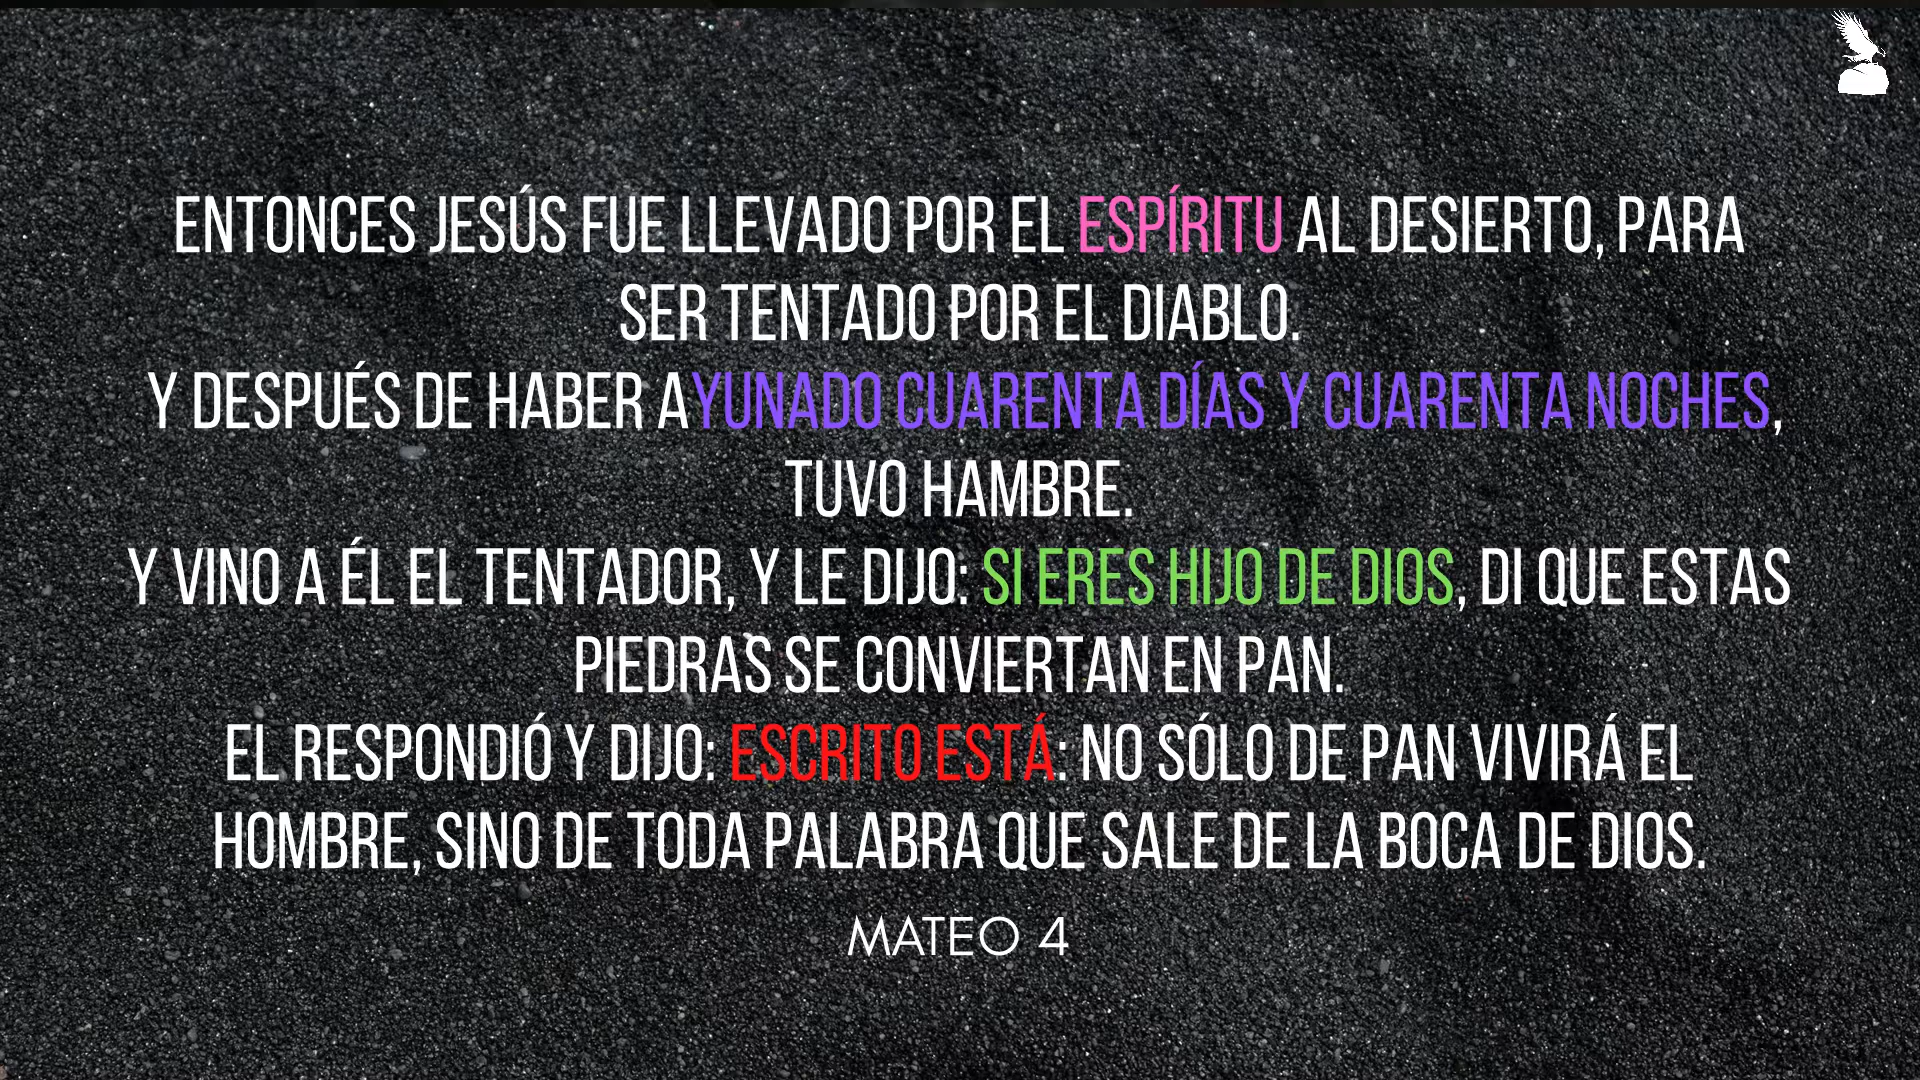 ENTONCES JESÚS FUE LLEVADO POR EL ESPÍRITU AL DESIERTO, PARA
SER TENTADO POR EL DIABLO.
Y DESPUÉS DE HABER AYUNADO CUARENTA DÍAS Y CUARENTA NOCHES,
TUVO HAMBRE.
Y VINO A ÉL EL TENTADOR, Y LE DIJO: SI ERES HIJO DE DIOS, DI QUE ESTAS
PIEDRAS SE CONVIERTAN EN PAN.
EL RESPONDIÓ Y DIJO: ESCRITO ESTÁ: NO SÓLO DE PAN VIVIRÁ EL
HOMBRE, SINO DE TODA PALABRA QUE SALE DE LA BOCA DE DIOS.
MATEO 4